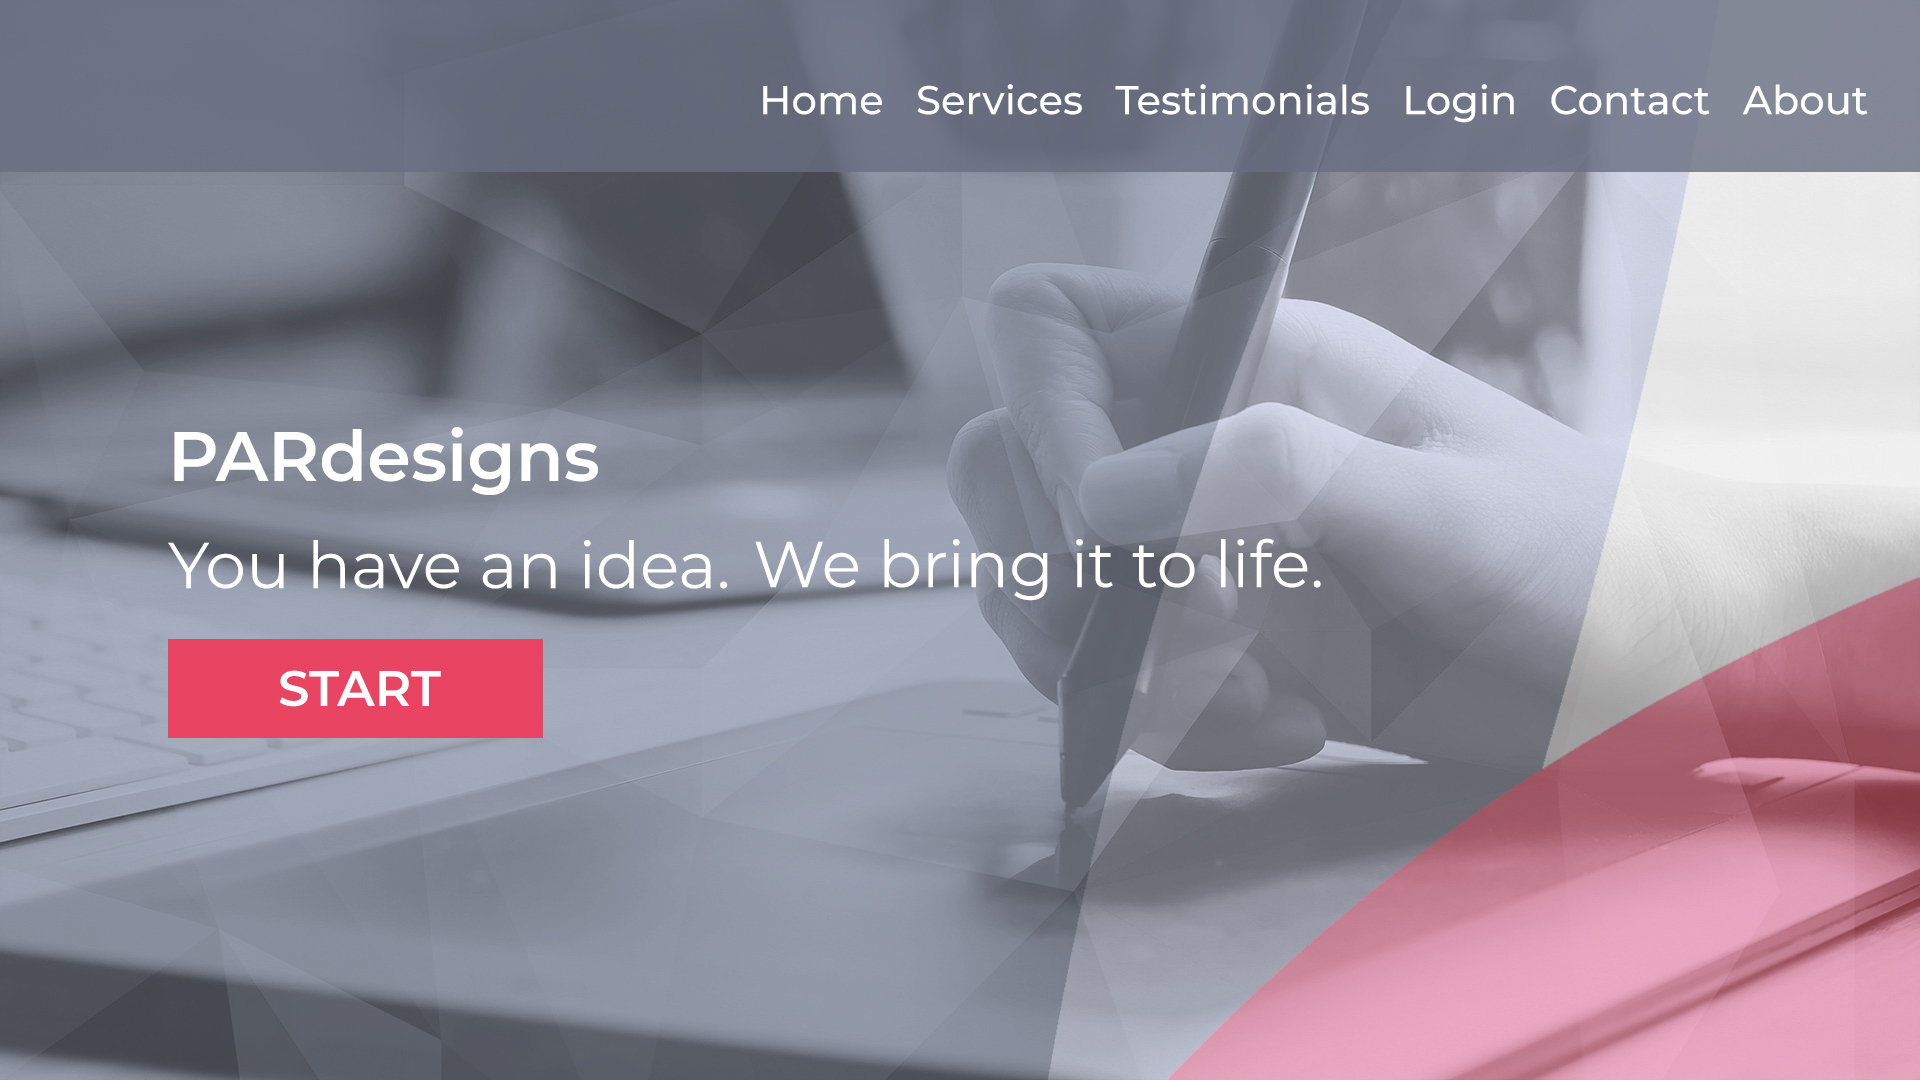 Home Services Testimonials Login Contact About
PARdesigns
You have an idea. We bring it to life.
START